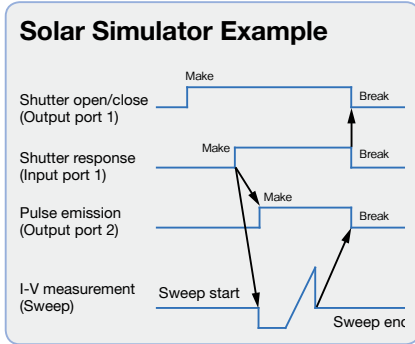 Solar Simulator Example
Make
Shutter open/close
(Output port 1)
Break
Shutter response
(Input port 1)
Make
Break
Make
Pulse emission
(Output port 2)
Break
I-V measurement
(Sweep)
Sweep start
Sweep end